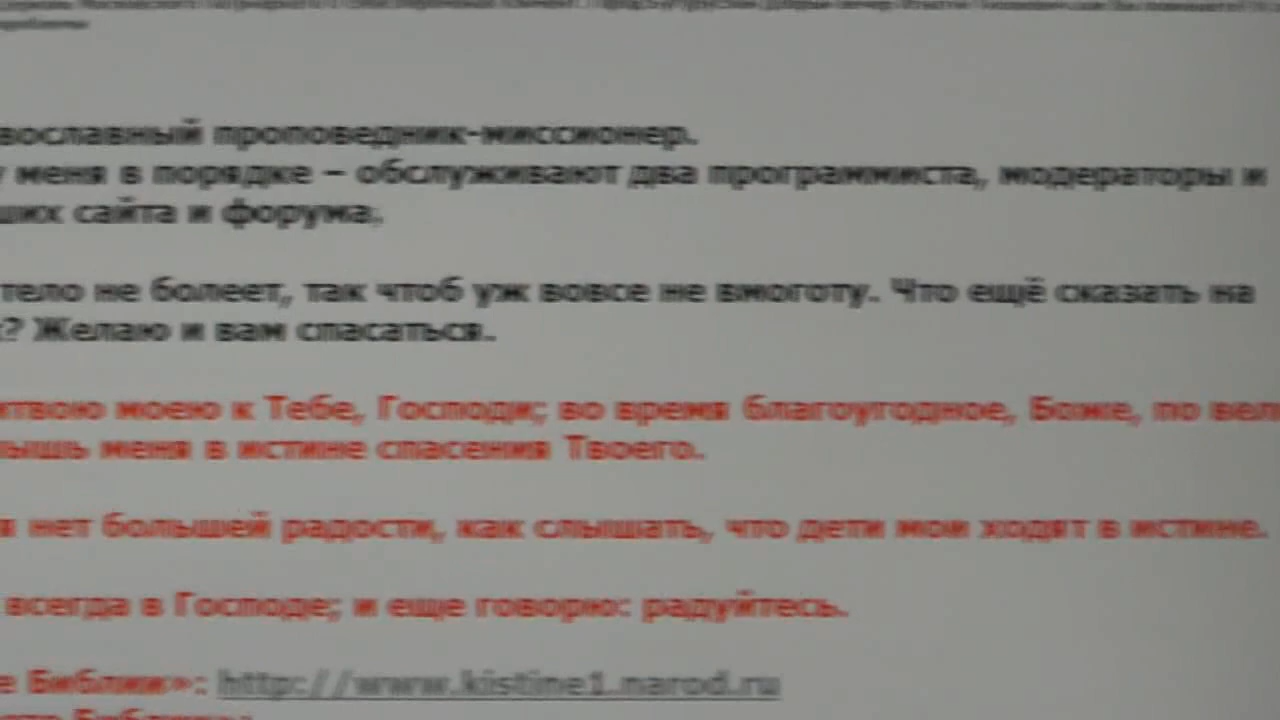 вославный проповедник-миссионер.
у меня в порядке – обслуживают два программиста, модераторы и
ших сайта и форума.
тело не болеет, так чтоб уж вовсе не вмоготу. Что ещё сказать на
? Желаю и вам спасаться.
итвою моею к Тебе, Господи; во время благоугодное, Боже, по вел
лышь меня в истине спасения Твоего.
я нет большей радости, как слышать, что дети мои ходят в истине.
всегда в Господе; и еще говорю: радуйтесь.
е Библии»: http://www.kistine1.narod.ru